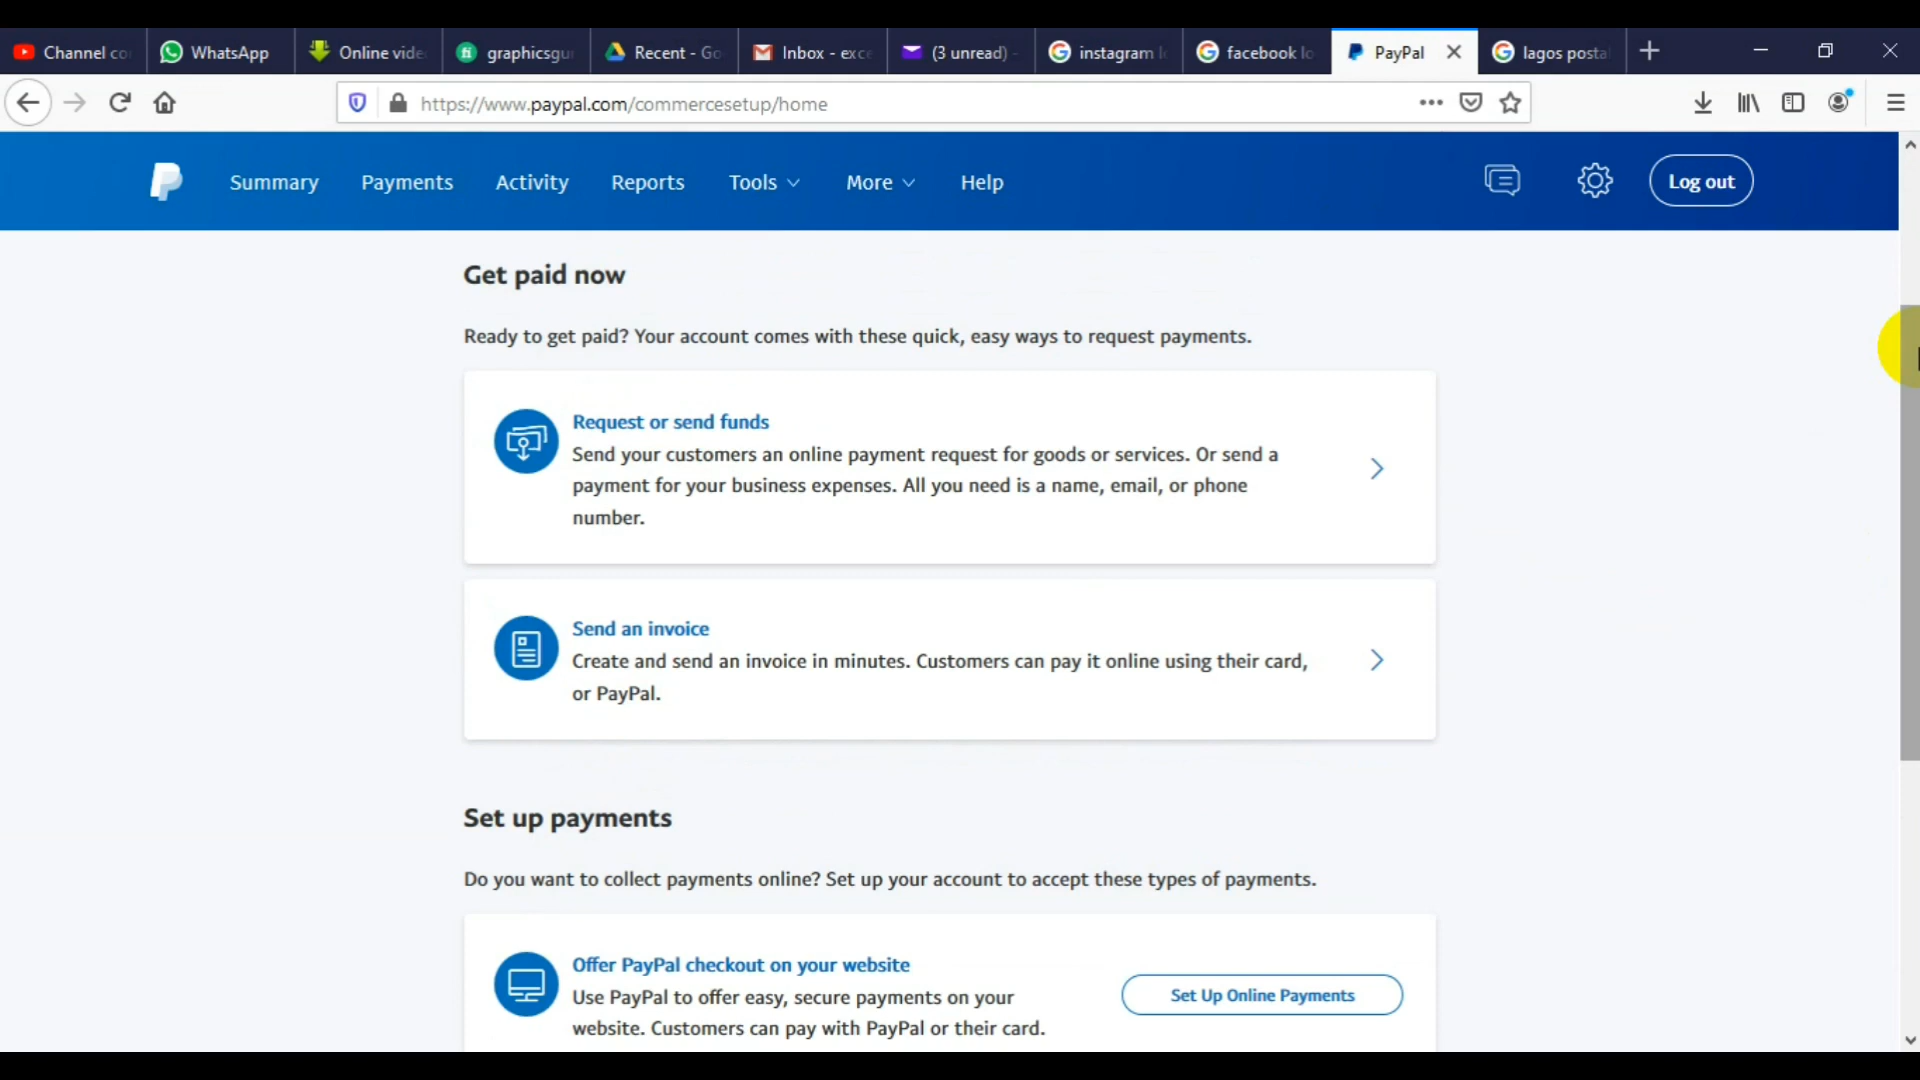 Channel co WhatsApp Online vide graphicsgu Recent - Go Inbox - exce (3 unread) - instagram l facebook lo PayPal lagos posta
https://www.paypal.com/commercesetup/home
Summary Payments Activity Reports Tools More Help Log out
Get paid now
Ready to get paid? Your account comes with these quick, easy ways to request payments.
Request or send funds
Send your customers an online payment request for goods or services. Or send a
payment for your business expenses. All you need is a name, email, or phone
number.
Send an invoice
Create and send an invoice in minutes. Customers can pay it online using their card,
or PayPal.
Set up payments
Do you want to collect payments online? Set up your account to accept these types of payments.
Offer PayPal checkout on your website
Use PayPal to offer easy, secure payments on your
website. Customers can pay with PayPal or their card.
Set Up Online Payments